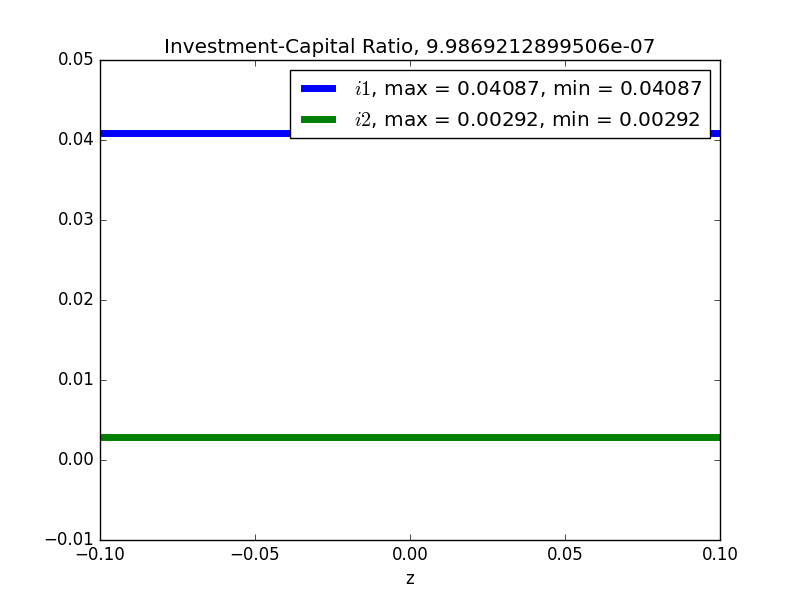 Investment-Capital Ratio, 9.9869212899506e-07
i1, max = 0.04087, min = 0.04087
i2, max = 0.00292, min = 0.00292
0.05
0.04
0.03
0.02
0.01
0.00
−0.01
−0.10 −0.05 0.00 0.05 0.10
z